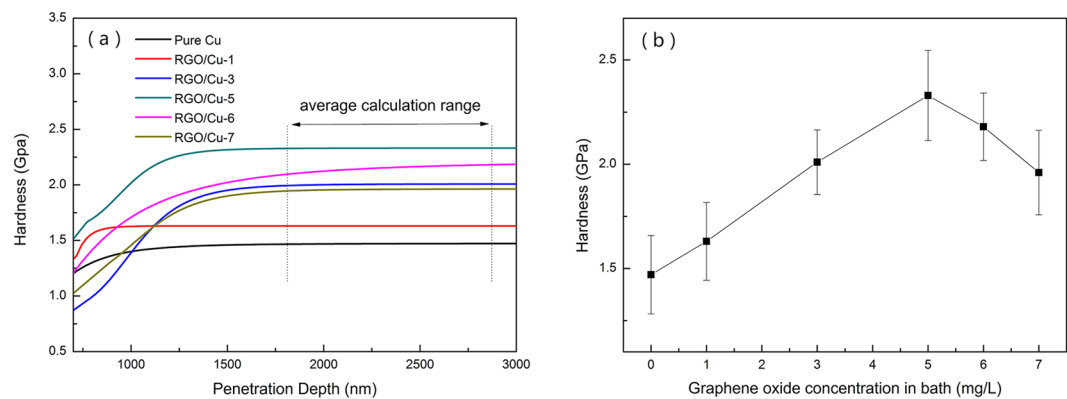 ( a )
3.5
3.0
2.5
2.0
1.5
1.0
0.5
Hardness (Gpa)
Pure Cu
RGO/Cu-1
RGO/Cu-3
RGO/Cu-5
RGO/Cu-6
RGO/Cu-7
average calculation range
1000 1500 2000 2500 3000
Penetration Depth (nm)
( b )
2.5
2.0
1.5
Hardness (GPa)
0 1 2 3 4 5 6 7
Graphene oxide concentration in bath (mg/L)